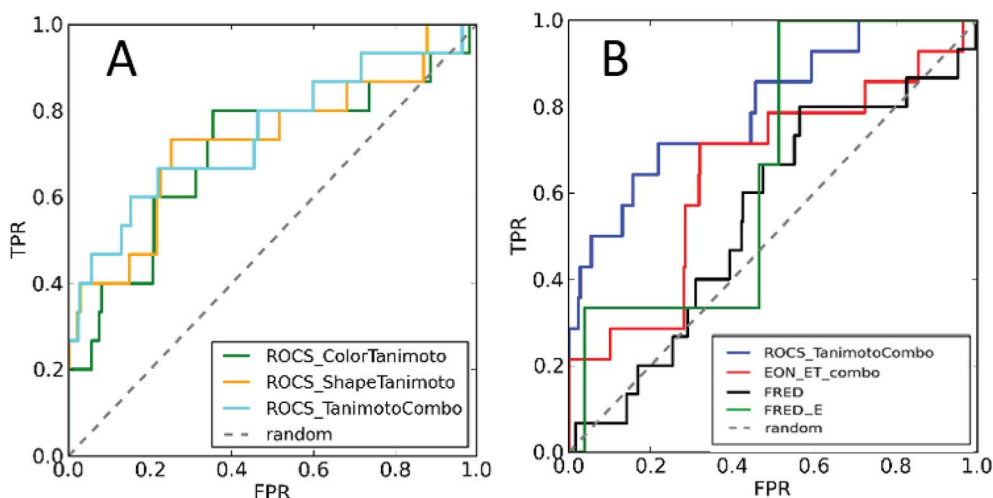 A
TPR
1.0
0.8
0.6
0.4
0.2
0.0
0.0 0.2 0.4 0.6 0.8 1.0
FPR
ROCS_ColorTanimoto
ROCS_ShapeTanimoto
ROCS_TanimotoCombo
random
B
TPR
1.0
0.8
0.6
0.4
0.2
0.0
0.0 0.2 0.4 0.6 0.8 1.0
FPR
ROCS_TanimotoCombo
EON_ET_combo
FRED
FRED_E
random